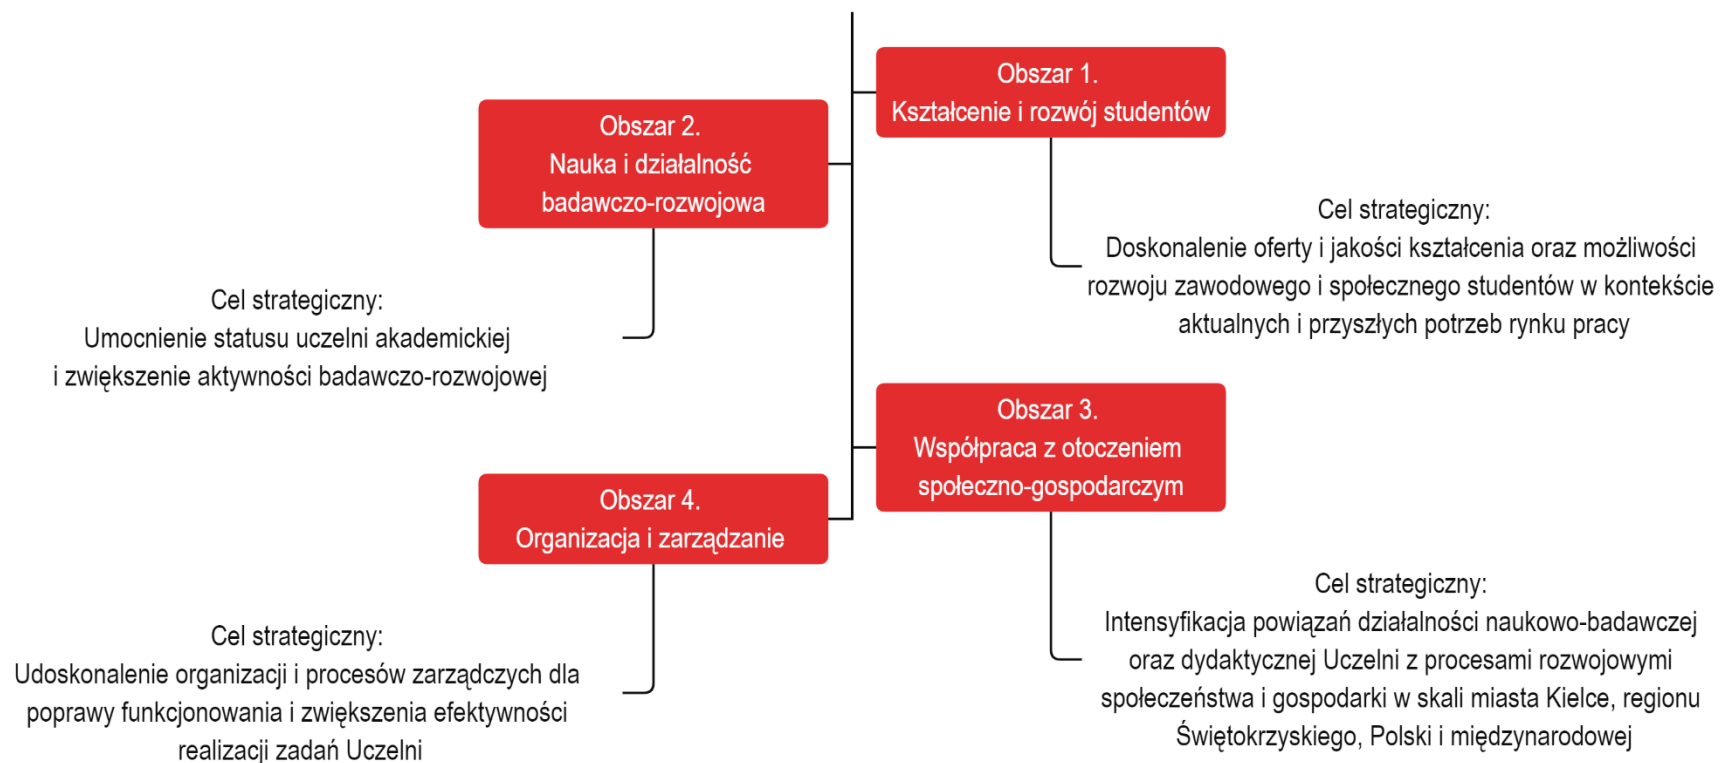 Obszar 1.
Kształcenie i rozwój studentów
Cel strategiczny:
Doskonalenie oferty i jakości kształcenia oraz możliwości
rozwoju zawodowego i społecznego studentów w kontekście
aktualnych i przyszłych potrzeb rynku pracy
Obszar 2.
Nauka i działalność
badawczo-rozwojowa
Cel strategiczny:
Umocnienie statusu uczelni akademickiej
i zwiększenie aktywności badawczo-rozwojowej
Obszar 3.
Współpraca z otoczeniem
społeczno-gospodarczym
Cel strategiczny:
Intensyfikacja powiązań działalności naukowo-badawczej
oraz dydaktycznej Uczelni z procesami rozwojowymi
społeczeństwa i gospodarki w skali miasta Kielce, regionu
Świętokrzyskiego, Polski i międzynarodowej
Obszar 4.
Organizacja i zarządzanie
Cel strategiczny:
Udoskonalenie organizacji i procesów zarządczych dla
poprawy funkcjonowania i zwiększenia efektywności
realizacji zadań Uczelni